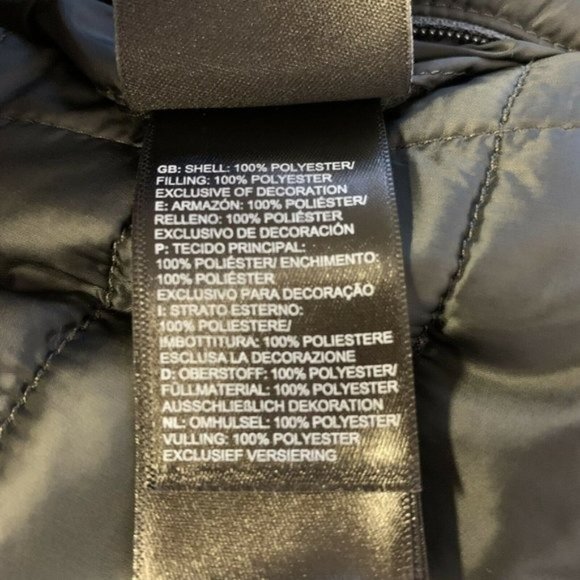 GB: SHELL: 100% POLYESTER/
FILLING: 100% POLYESTER
EXCLUSIVE OF DECORATION
E: ARMAZÓN: 100% POLIÉSTER/
RELLENO: 100% POLIÉSTER
EXCLUSIVO DE DECORACIÓN
P: TECIDO PRINCIPAL:
100% POLIÉSTER/ ENCHIMENTO:
100% POLIÉSTER
EXCLUSIVO PARA DECORAÇÃO
I: STRATO ESTERNO:
100% POLIESTERE/
IMBOTTITURA: 100% POLIESTERE
ESCLUSA LA DECORAZIONE
D: OBERSTOFF: 100% POLYESTER/
FÜLLMATERIAL: 100% POLYESTER
AUSSCHLIEßLICH DEKORATION
NL: OMHULSEL: 100% POLYESTER/
VULLING: 100% POLYESTER
EXCLUSIEF VERSIERING